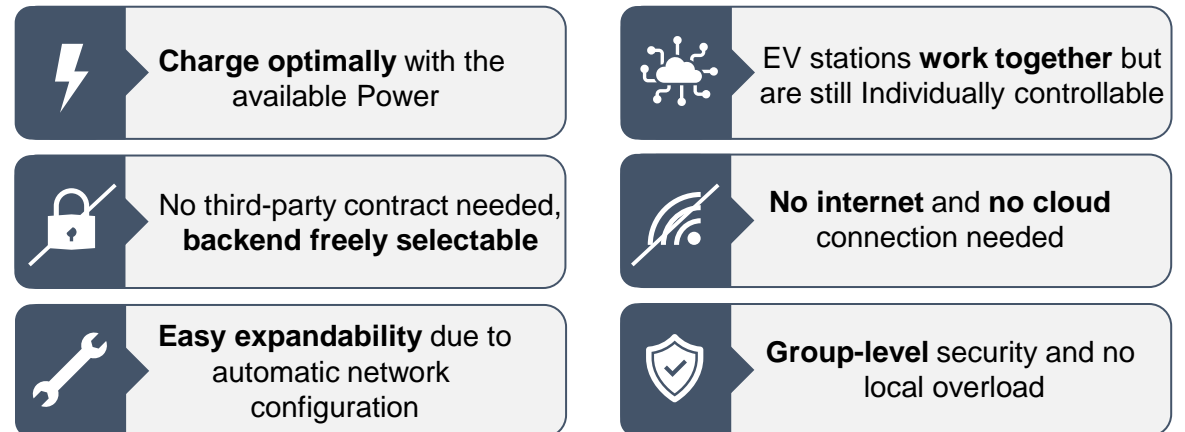 Charge optimally with the
available Power
EV stations work together but
are still Individually controllable
No third-party contract needed,
backend freely selectable
No internet and no cloud
connection needed
Easy expandability due to
automatic network
configuration
Group-level security and no
local overload